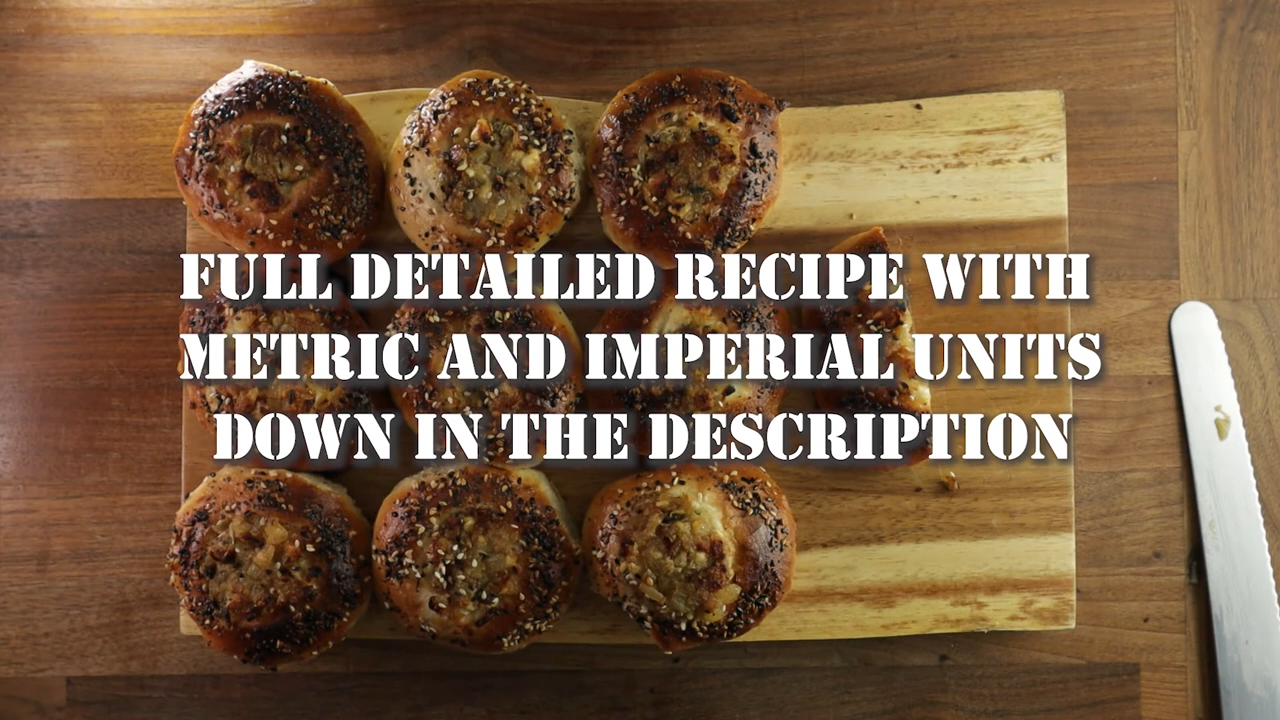 FULL DETAILED RECIPE WITH
METRIC AND IMPERIAL UNITS
DOWN IN THE DESCRIPTION